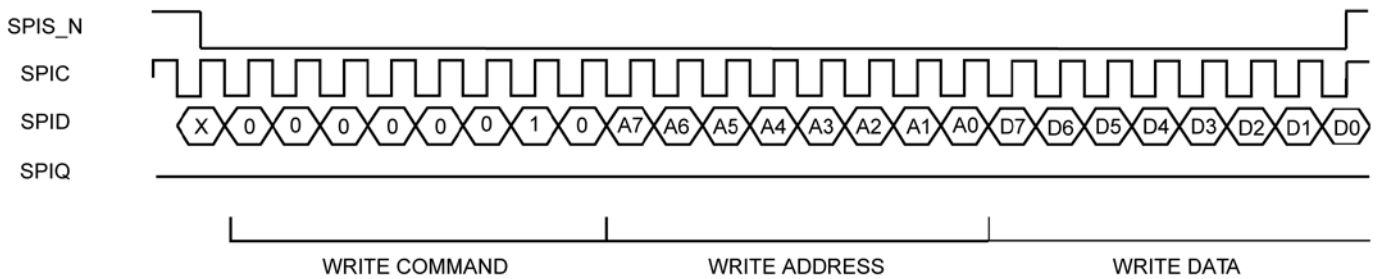 SPIS_N
SPIC
SPID X 0 0 0 0 0 0 1 0 A7 A6 A5 A4 A3 A2 A1 A0 D7 D6 D5 D4 D3 D2 D1 D0
SPIQ
WRITE COMMAND WRITE ADDRESS WRITE DATA